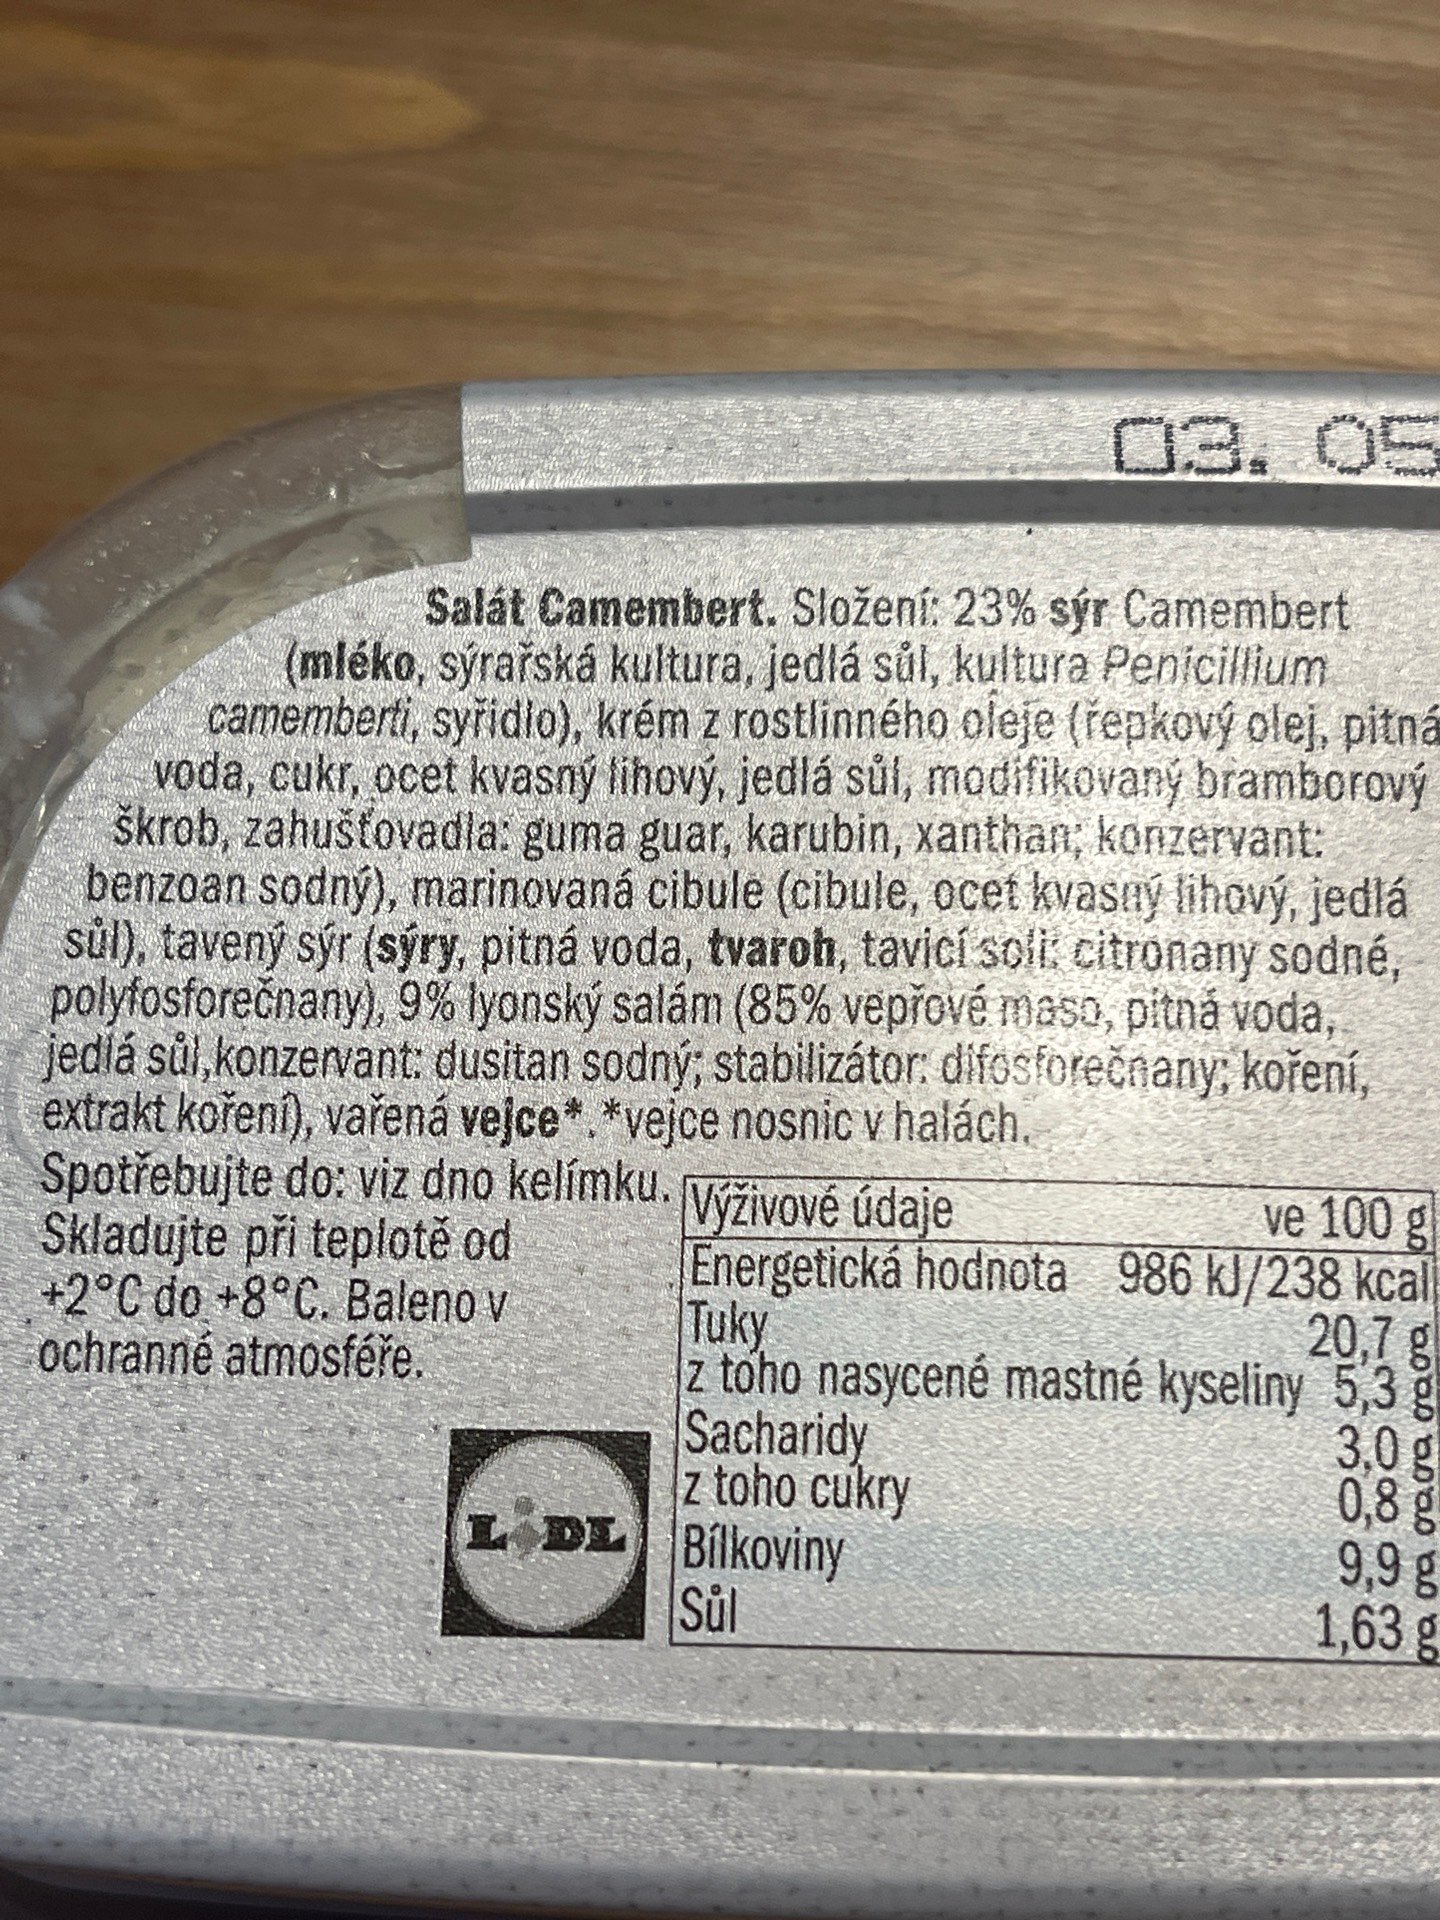 03. 05
Salát Camembert. Složení: 23% sýr Camembert
(mléko, sýrařská kultura, jedlá sůl, kultura Penicillium
camemberti, syřidlo), krém z rostlinného oleje (řepkový olej, pitná
voda, cukr, ocet kvasný lihový, jedlá sůl, modifikovaný bramborový
škrob, zahušťovadla: guma guar, karubin, xanthan; konzervant:
benzoan sodný), marinovaná cibule (cibule, ocet kvasný lihový, jedlá
sůl), tavený sýr (sýry, pitná voda, tvaroh, tavicí soli: citronany sodné,
polyfosforečnany), 9% lyonský salám (85% vepřové maso, pitná voda,
jedlá sůl,konzervant: dusitan sodný; stabilizátor: difosforečnany; koření,
extrakt koření), vařená vejce*.*vejce nosnic v halách.
Spotřebujte do: viz dno kelímku.
Skladujte při teplotě od
+2°C do +8°C. Baleno v
ochranné atmosféře.
Výživové údaje ve 100 g
Energetická hodnota 986 kJ/238 kcal
Tuky 20,7 g
z toho nasycené mastné kyseliny 5,3 g
Sacharidy 3,0 g
z toho cukry 0,8 g
Bílkoviny 9,9 g
Sůl 1,63 g
LIDL